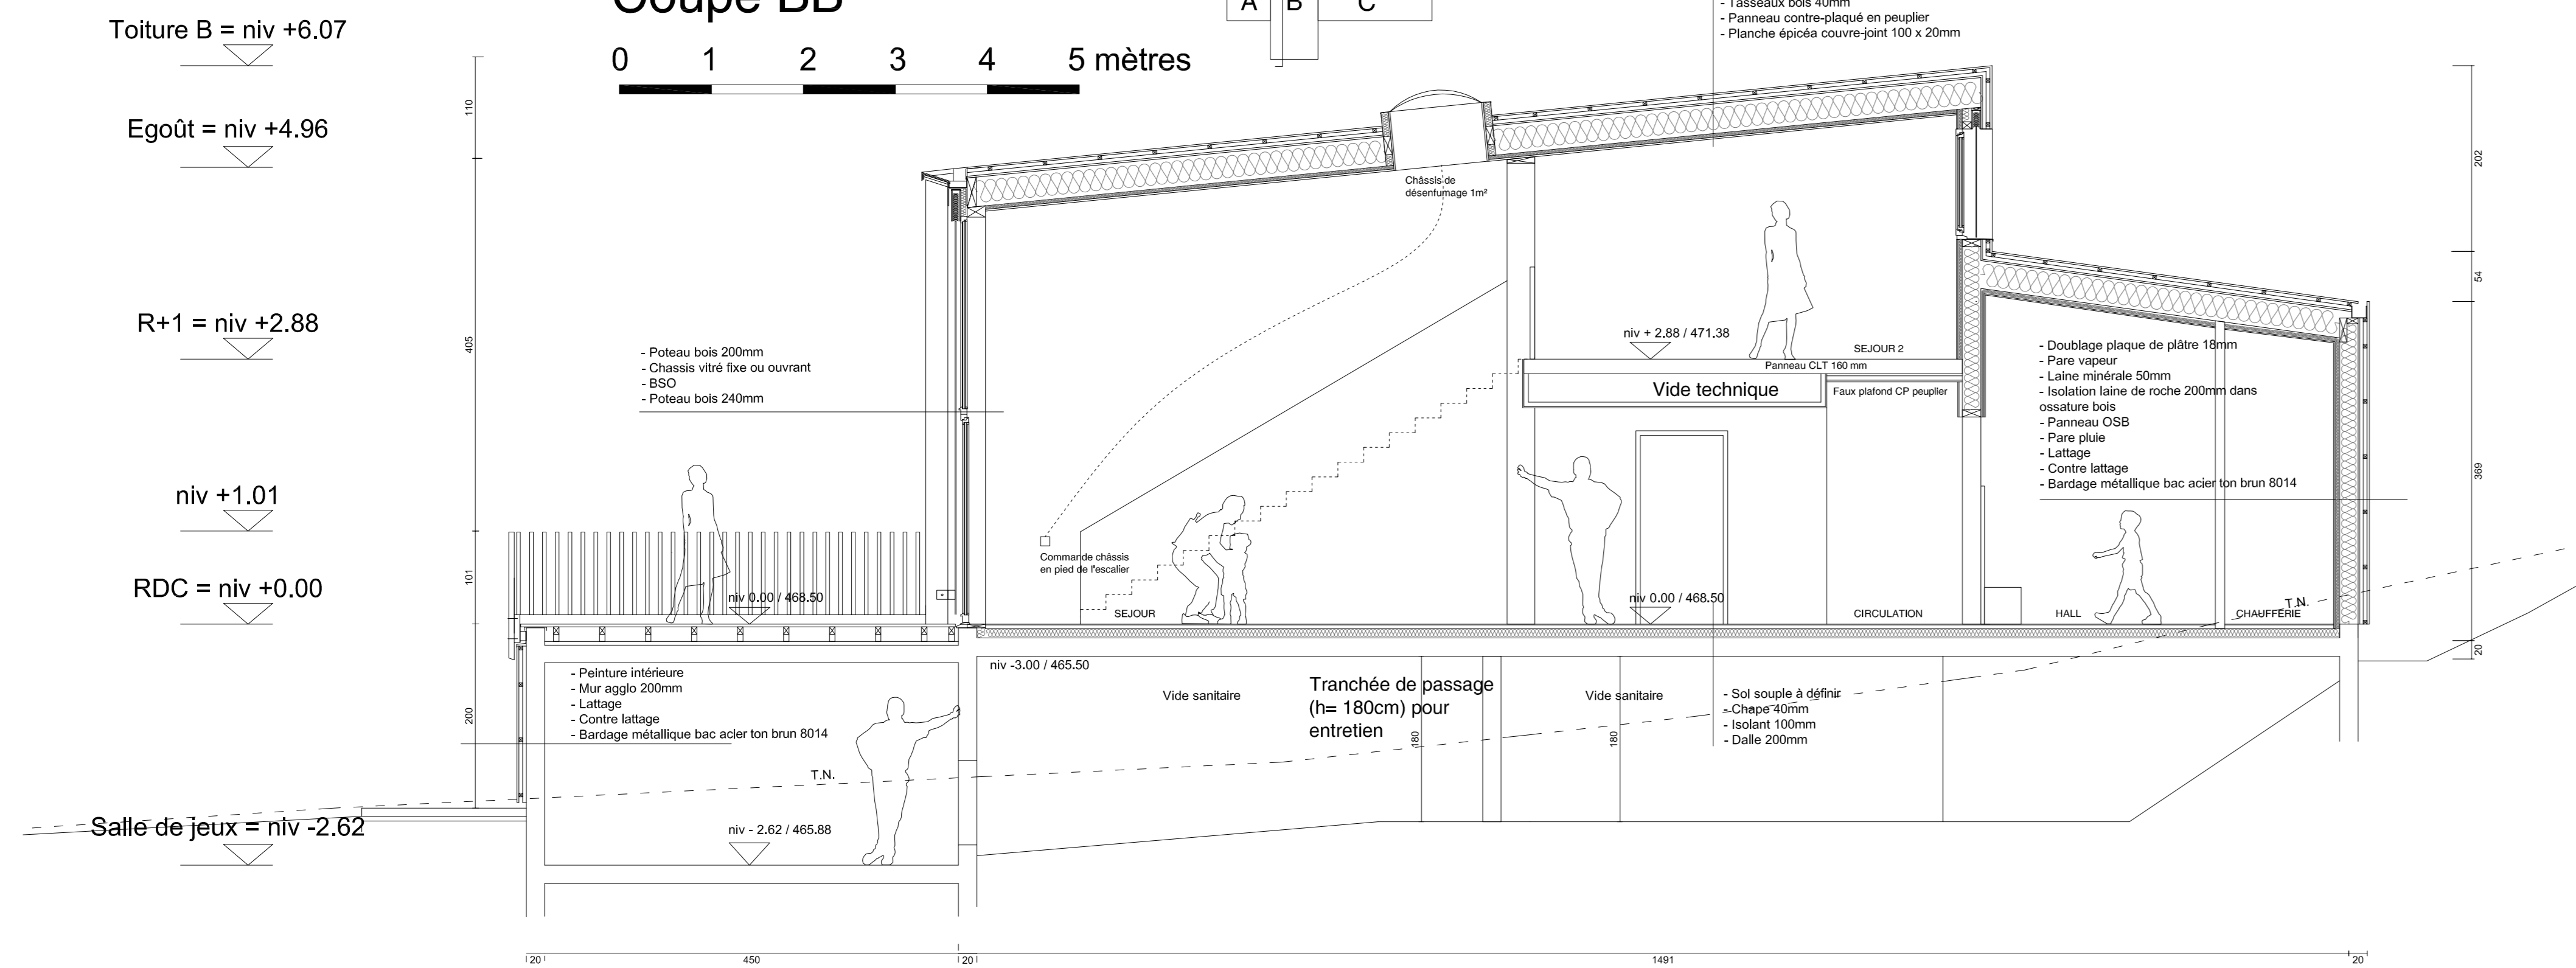 Coupe BB
A B C
- Tasseaux bois 40mm
- Panneau contre-plaqué en peuplier
- Planche épicéa couvre-joint 100 x 20mm
Toiture B = niv +6.07
0 1 2 3 4 5 mètres
110
Egoût = niv +4.96
202
Châssis de
désenfumage 1m²
54
R+1 = niv +2.88
405
- Poteau bois 200mm
- Chassis vitré fixe ou ouvrant
- BSO
- Poteau bois 240mm
niv + 2.88 / 471.38
SEJOUR 2
Panneau CLT 160 mm
Vide technique
Faux plafond CP peuplier
- Doublage plaque de plâtre 18mm
- Pare vapeur
- Laine minérale 50mm
- Isolation laine de roche 200mm dans
ossature bois
- Panneau OSB
- Pare pluie
- Lattage
- Contre lattage
- Bardage métallique bac acier ton brun 8014
369
niv +1.01
Commande châssis
en pied de l'escalier
101
RDC = niv +0.00
niv 0.00 / 468.50
SEJOUR
niv 0.00 / 468.50
CIRCULATION
HALL
CHAUFFERIE
T.N.
20
- Peinture intérieure
- Mur agglo 200mm
- Lattage
- Contre lattage
- Bardage métallique bac acier ton brun 8014
niv -3.00 / 465.50
Vide sanitaire
Tranchée de passage
(h= 180cm) pour
entretien
180
Vide sanitaire
180
- Sol souple à définir
- Chape 40mm
- Isolant 100mm
- Dalle 200mm
200
T.N.
Salle de jeux = niv -2.62
niv - 2.62 / 465.88
20 450 20 1491 20